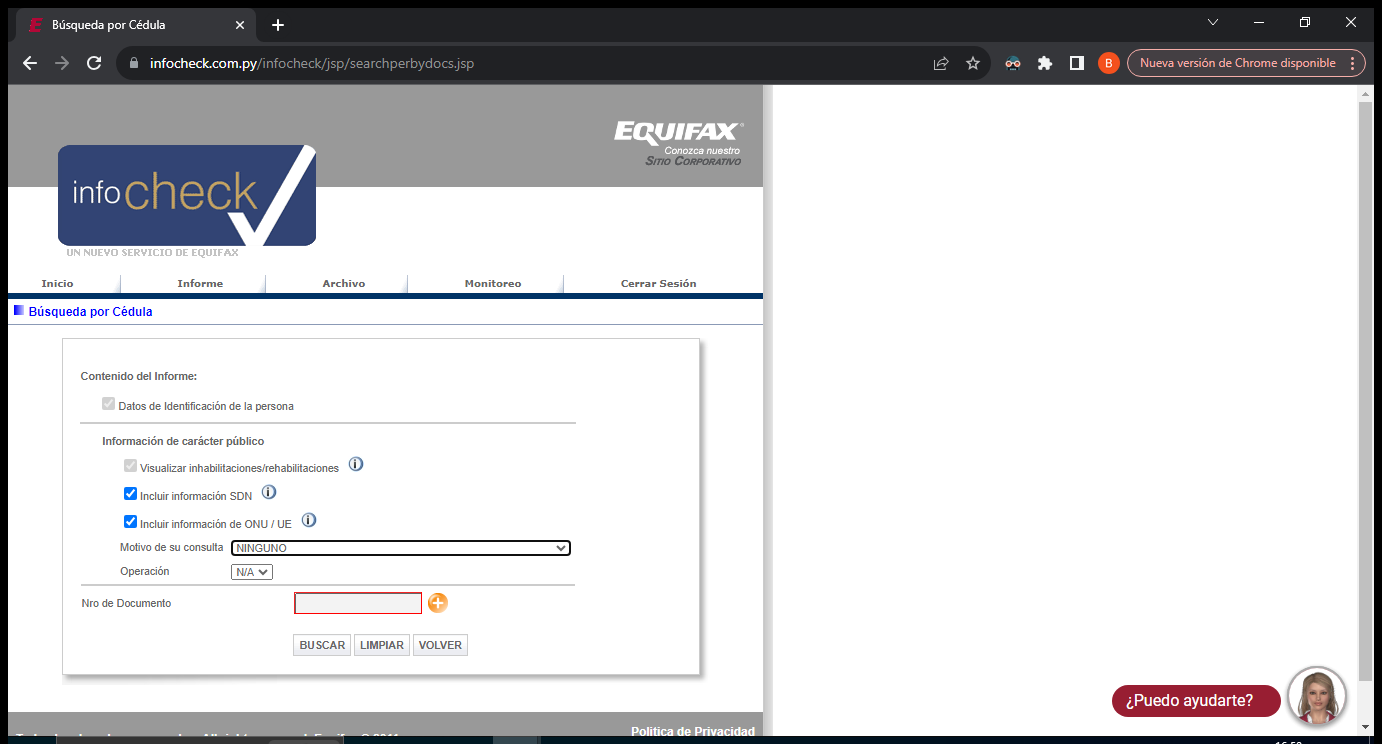 Búsqueda por Cédula
infocheck.com.py/infocheck/jsp/searchperbydocs.jsp
B
Nueva versión de Chrome disponible
EQUIFAX
Conozca nuestro
SITIO CORPORATIVO
info check
UN NUEVO SERVICIO DE EQUIFAX
Inicio Informe Archivo Monitoreo Cerrar Sesión
Búsqueda por Cédula
Contenido del Informe:
Datos de Identificación de la persona
Información de carácter público
Visualizar inhabilitaciones/rehabilitaciones
Incluir información SDN
Incluir información de ONU / UE
Motivo de su consulta NINGUNO
Operación N/A
Nro de Documento
BUSCAR LIMPIAR VOLVER
¿Puedo ayudarte?
Política de Privacidad